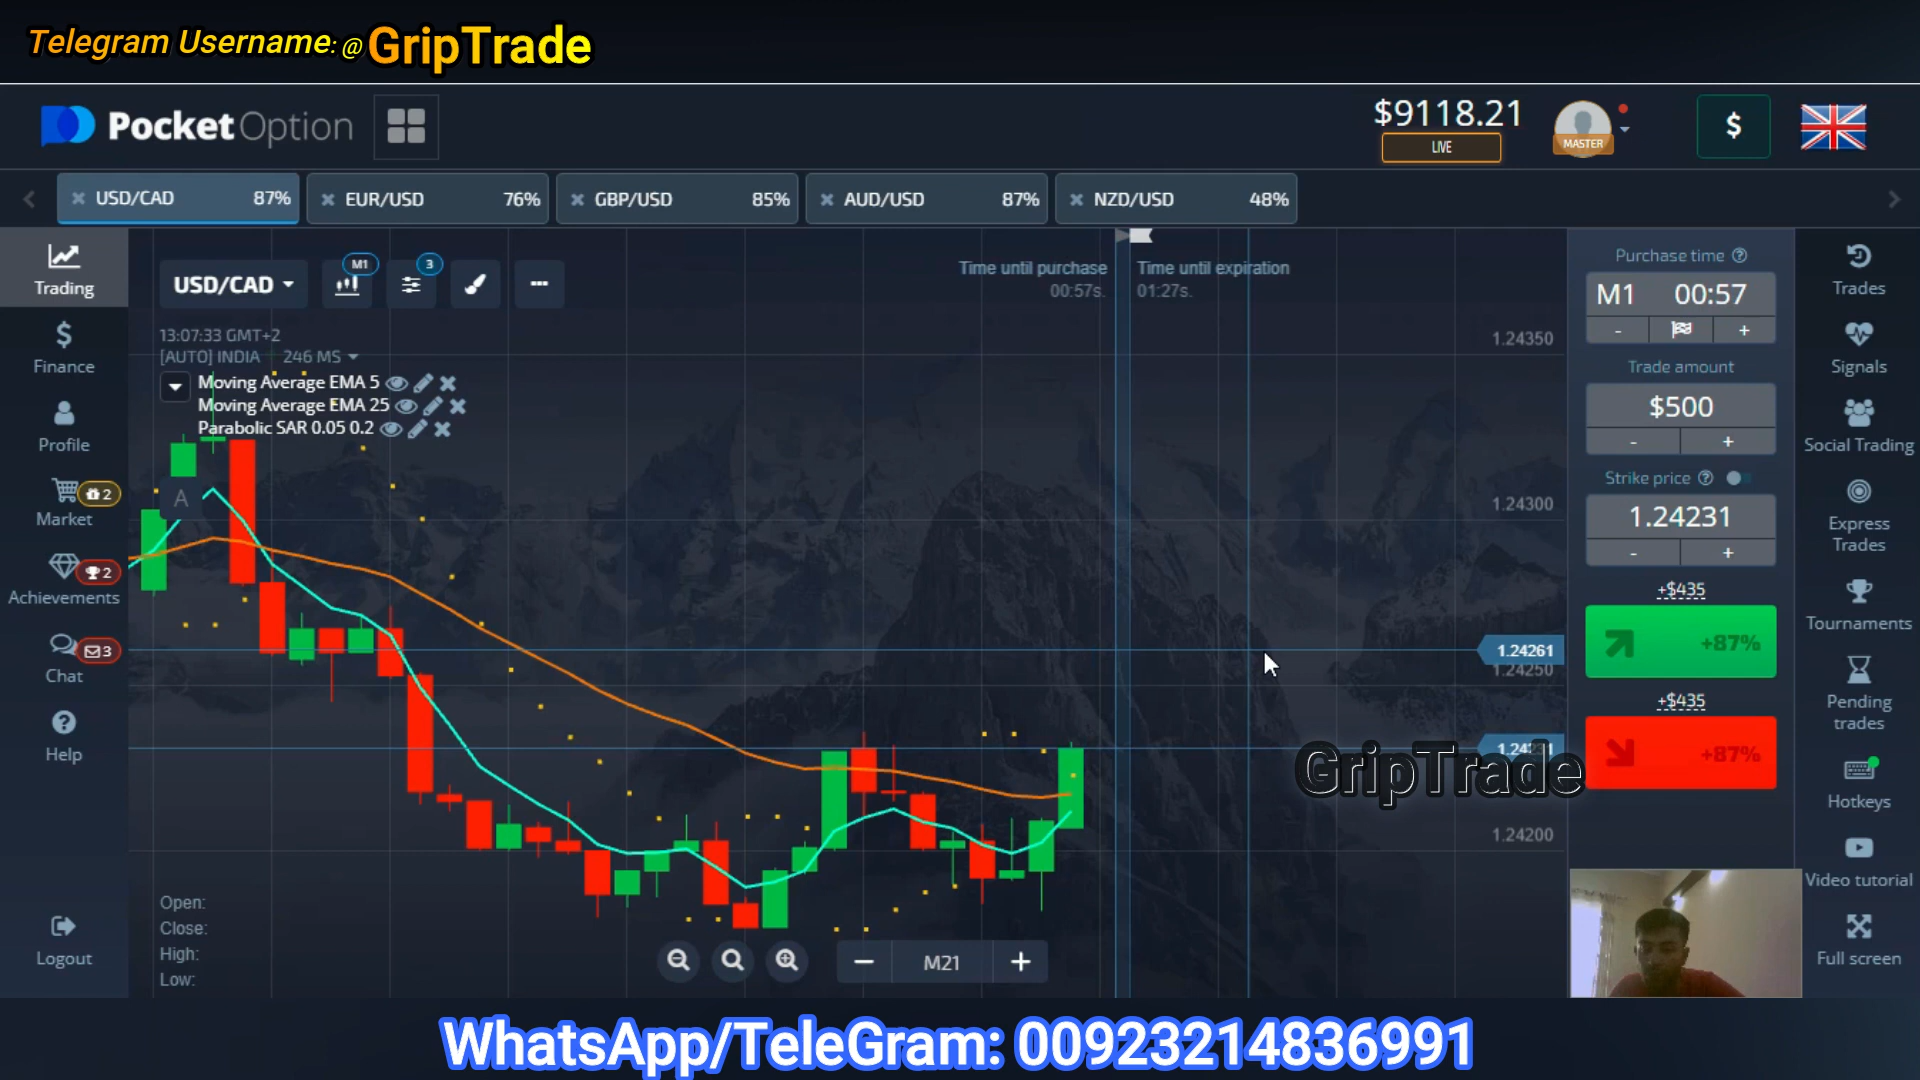 Telegram Username: @GripTrade
PocketOption
$9118.21
LIVE
MASTER
$
USD/CAD 87%
EUR/USD 76%
GBP/USD 85%
AUD/USD 87%
NZD/USD 48%
Trading
Finance
Profile
2
Market
2
Achievements
3
Chat
Help
Logout
USD/CAD
M1
3
13:07:33 GMT+2
[AUTO] INDIA 246 MS
Moving Average EMA 5
Moving Average EMA 25
Parabolic SAR 0.05 0.2
A
Time until purchase
00:57s.
Time until expiration
01:27s.
1.24350
1.24300
1.24261
1.24250
GripTrade
1.24200
Open:
Close:
High:
Low:
M21
Purchase time
M1 00:57
- +
Trade amount
$500
- +
Strike price
1.24231
- +
+$435
+87%
+$435
+87%
Trades
Signals
Social Trading
Express
Trades
Tournaments
Pending
trades
Hotkeys
Video tutorial
Full screen
WhatsApp/TeleGram: 00923214836991